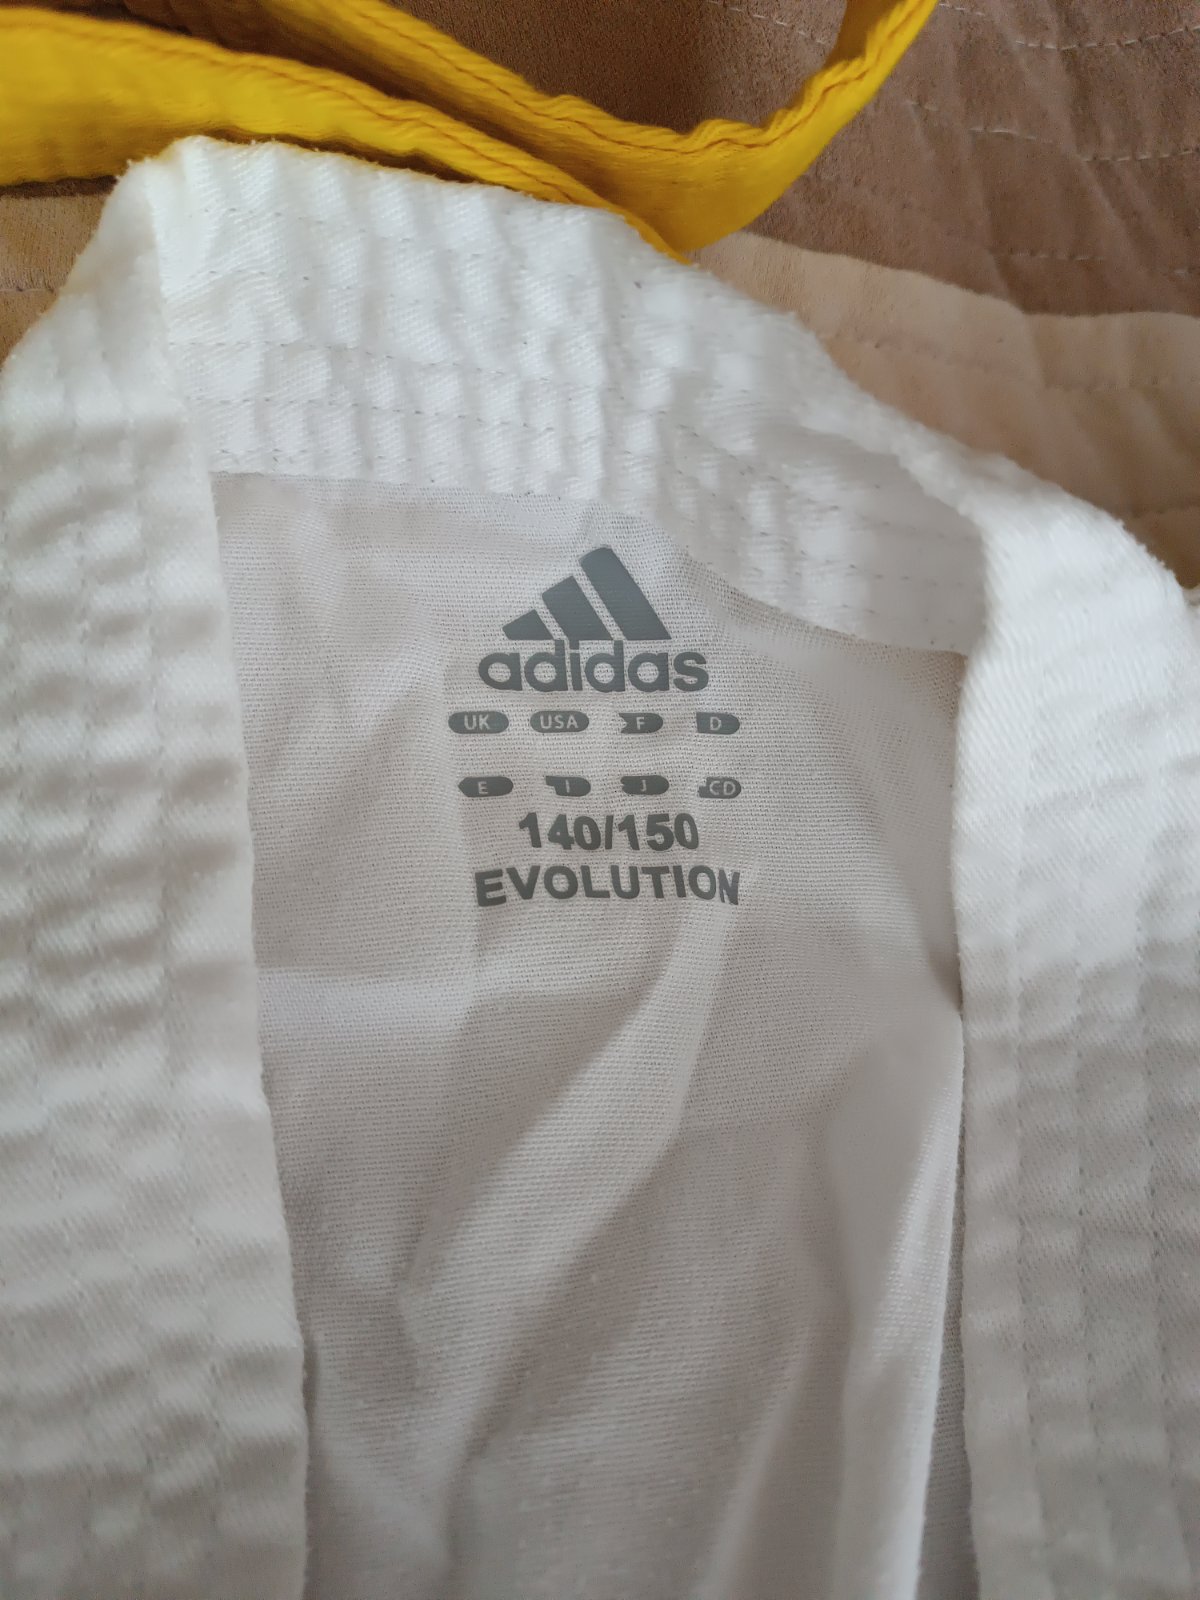 adidas
UK USA F D
E I J CD
140/150
EVOLUTION